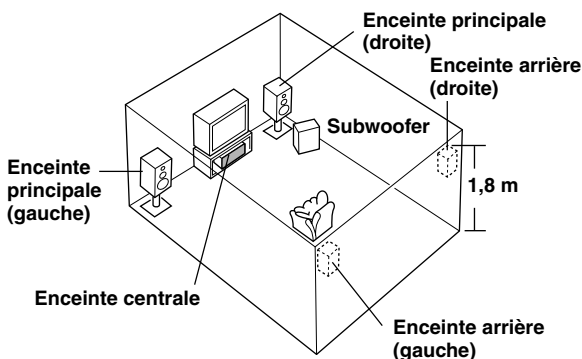 Enceinte principale
(droite)
Enceinte arrière
(droite)
Subwoofer
Enceinte
principale
(gauche)
1,8 m
Enceinte centrale
Enceinte arrière
(gauche)